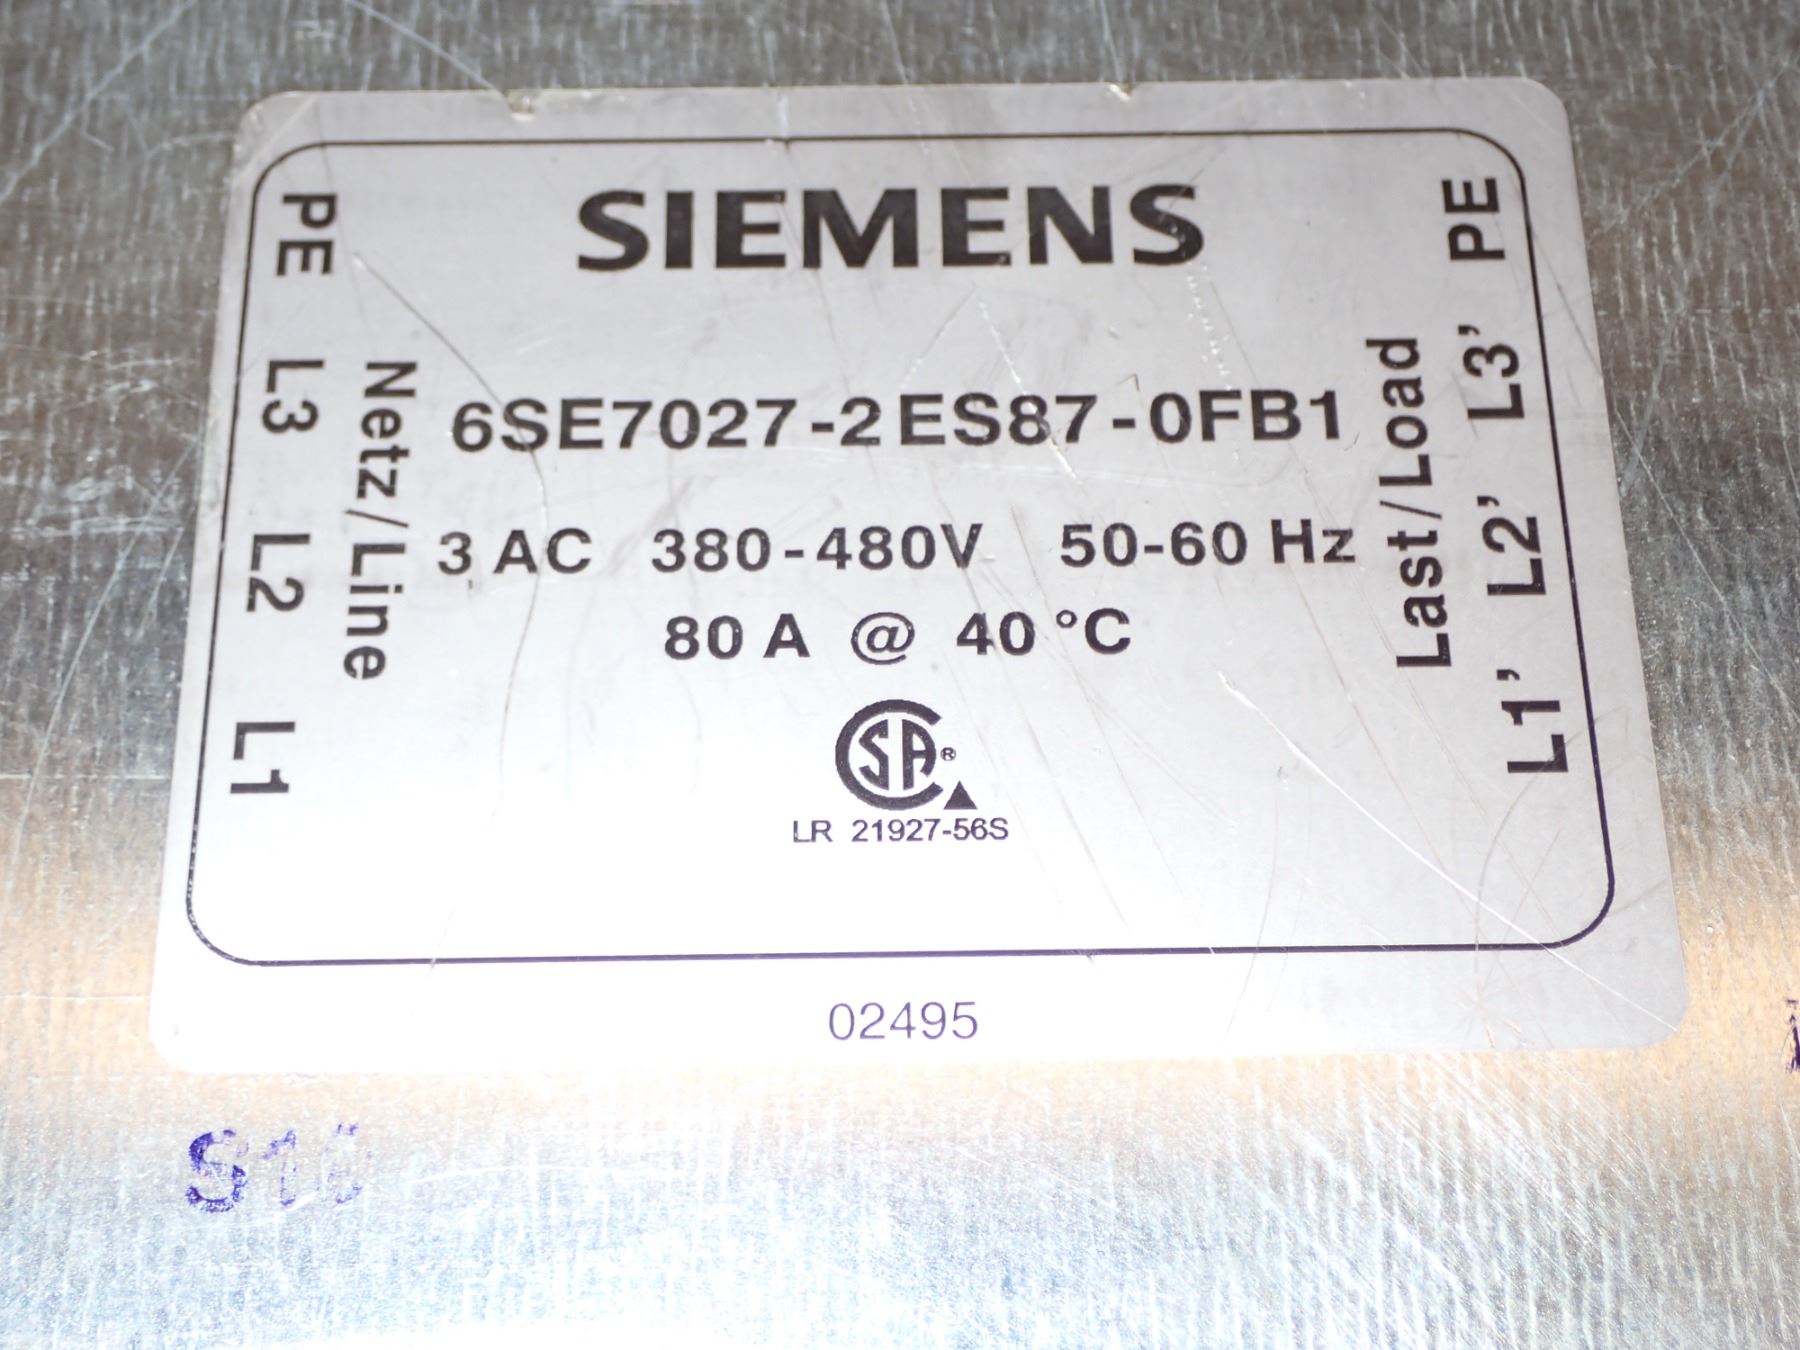 SIEMENS
PE L3 L2 L1
Netz/Line
6SE7027-2ES87-0FB1
3 AC 380-480V 50-60 Hz
80 A @ 40 °C
SA®
LR 21927-56S
Last/Load
L1' L2' L3' PE
02495